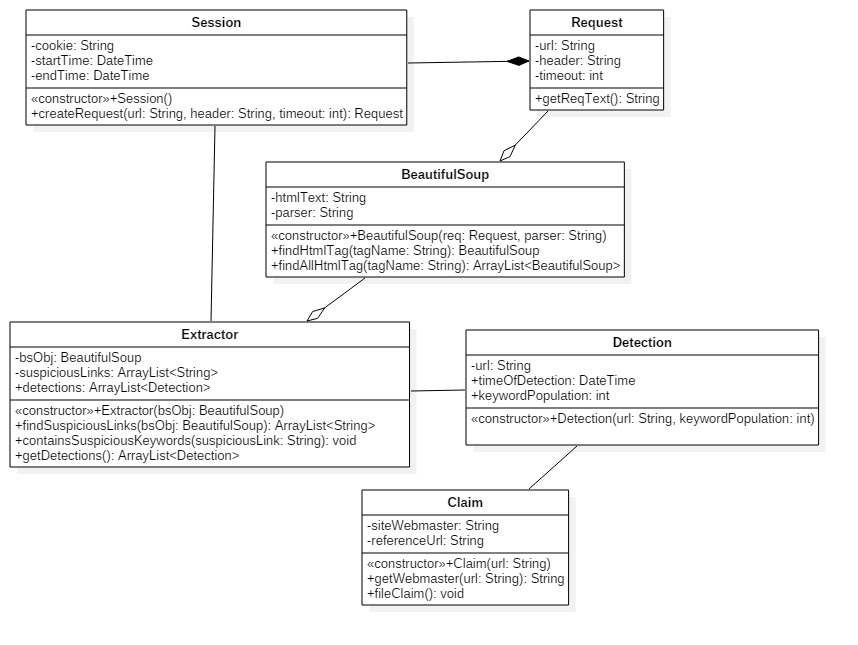 Session
-cookie: String
-startTime: DateTime
-endTime: DateTime
«constructor»+Session()
+createRequest(url: String, header: String, timeout: int): Request
Request
-url: String
-header: String
-timeout: int
+getReqText(): String
BeautifulSoup
-htmlText: String
-parser: String
«constructor»+BeautifulSoup(req: Request, parser: String)
+findHtmlTag(tagName: String): BeautifulSoup
+findAllHtmlTag(tagName: String): ArrayList<BeautifulSoup>
Extractor
-bsObj: BeautifulSoup
-suspiciousLinks: ArrayList<String>
+detections: ArrayList<Detection>
«constructor»+Extractor(bsObj: BeautifulSoup)
+findSuspiciousLinks(bsObj: BeautifulSoup): ArrayList<String>
+containsSuspiciousKeywords(suspiciousLink: String): void
+getDetections(): ArrayList<Detection>
Detection
-url: String
+timeOfDetection: DateTime
+keywordPopulation: int
«constructor»+Detection(url: String, keywordPopulation: int)
Claim
-siteWebmaster: String
-referenceUrl: String
«constructor»+Claim(url: String)
+getWebmaster(url: String): String
+fileClaim(): void